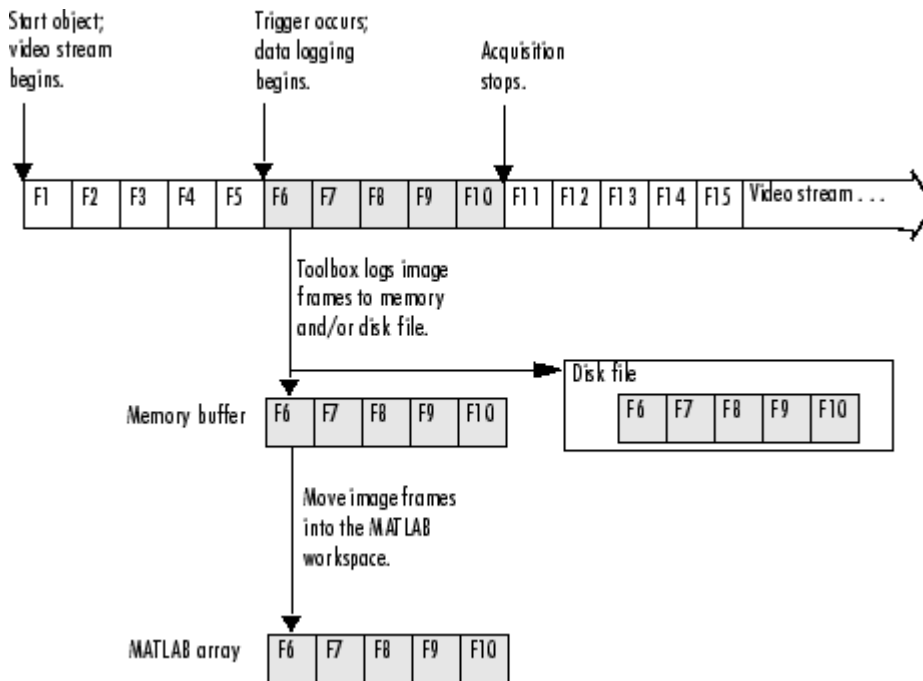 Start object;
video stream
begins.
Trigger occurs;
data logging
begins.
Acquisition
stops.
F1 F2 F3 F4 F5 F6 F7 F8 F9 F10 F11 F12 F13 F14 F15 Video stream . . .
Toolbox logs image
frames to memory
and/or disk file.
Disk file
F6 F7 F8 F9 F10
Memory buffer F6 F7 F8 F9 F10
Move image frames
into the MATLAB
workspace.
MATLAB array F6 F7 F8 F9 F10